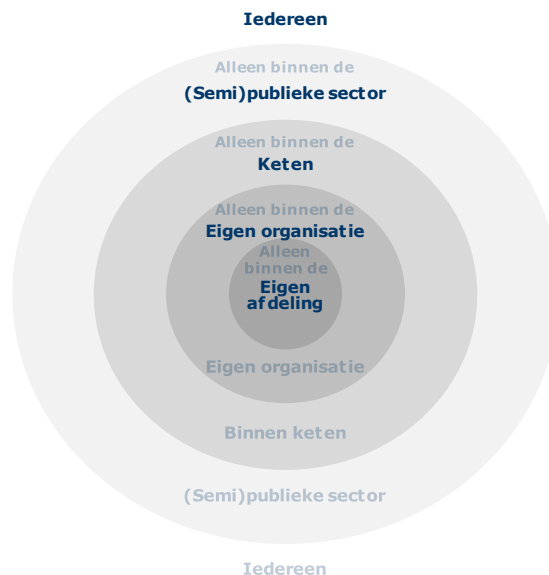 Iedereen
Alleen binnen de
(Semi)publieke sector
Alleen binnen de
Keten
Alleen binnen de
Eigen organisatie
Alleen
binnen de
Eigen
afdeling
Eigen organisatie
Binnen keten
(Semi)publieke sector
Iedereen